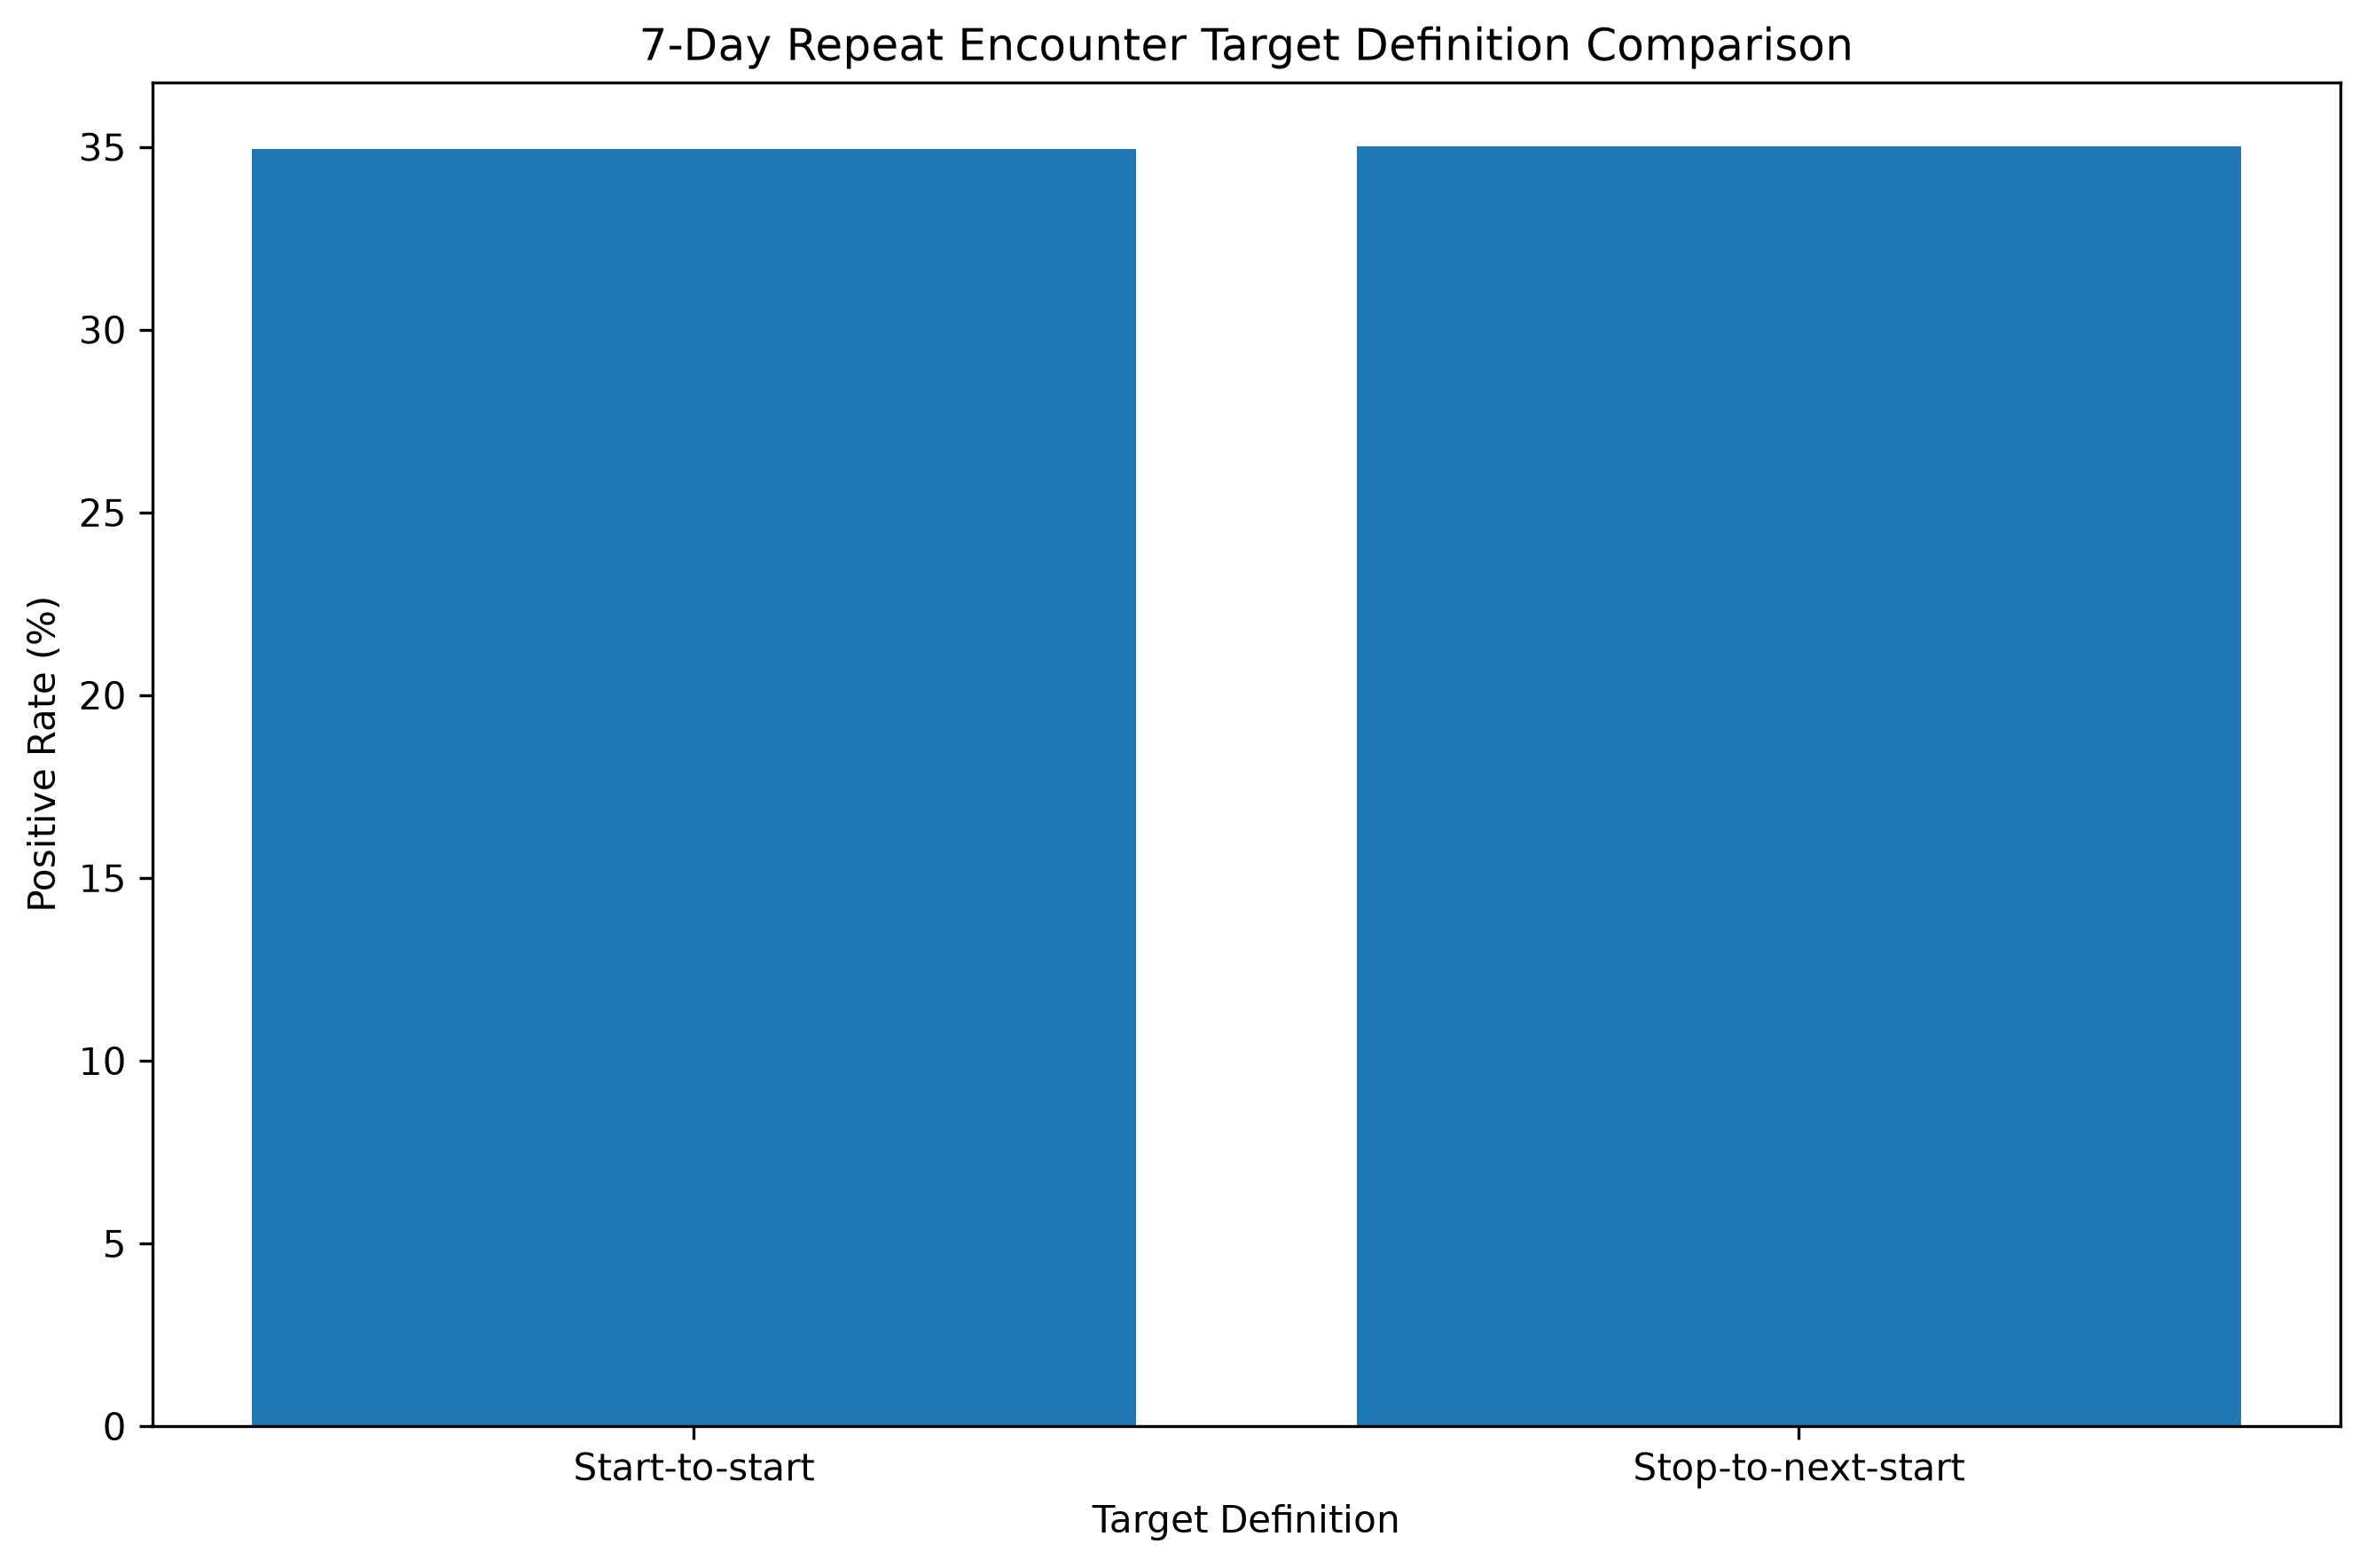 7-Day Repeat Encounter Target Definition Comparison
Positive Rate (%)
35
30
25
20
15
10
5
0
Start-to-start
Stop-to-next-start
Target Definition